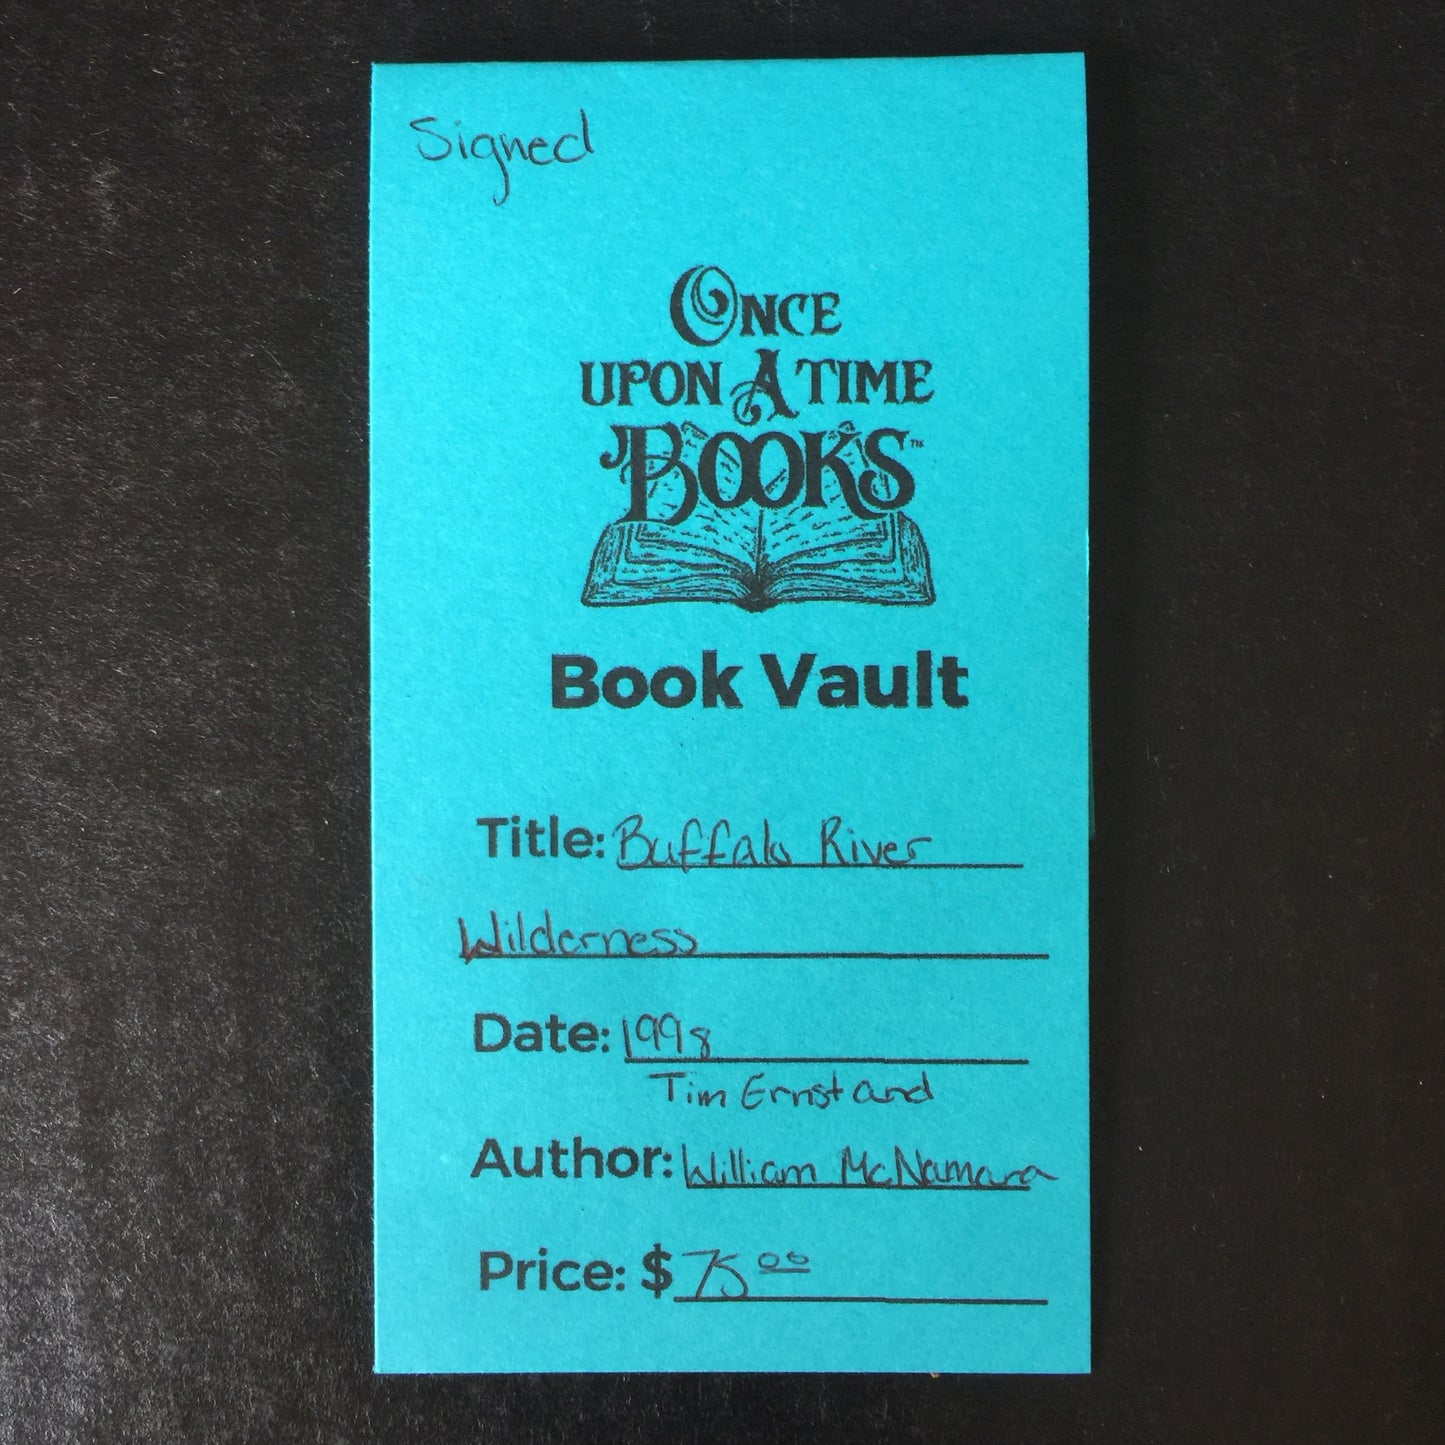 Signed
ONCE
UPON A TIME
BOOKS™
Book Vault
Title: Buffalo River
Wilderness
Date: 1998
Tim Ernst and
Author: William McNamara
Price: $75.00